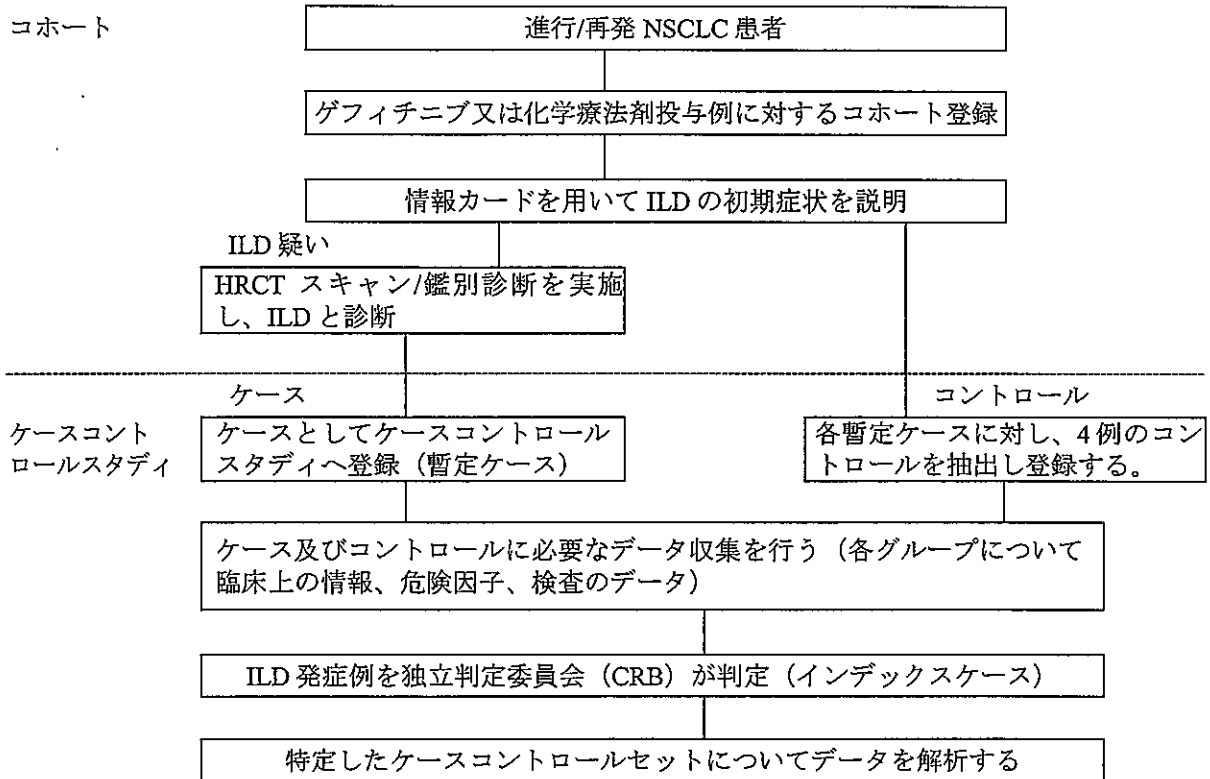 コホート
進行/再発 NSCLC 患者
ゲフィチニブ又は化学療法剤投与例に対するコホート登録
情報カードを用いて ILD の初期症状を説明
ILD 疑い
HRCT スキャン/鑑別診断を実施
し、ILD と診断
ケース
コントロール
ケースコント
ロールスタディ
ケースとしてケースコントロール
スタディへ登録（暫定ケース）
各暫定ケースに対し、4 例のコン
トロールを抽出し登録する。
ケース及びコントロールに必要なデータ収集を行う（各グループについて
臨床上の情報、危険因子、検査のデータ）
ILD 発症例を独立判定委員会（CRB）が判定（インデックスケース）
特定したケースコントロールセットについてデータを解析する